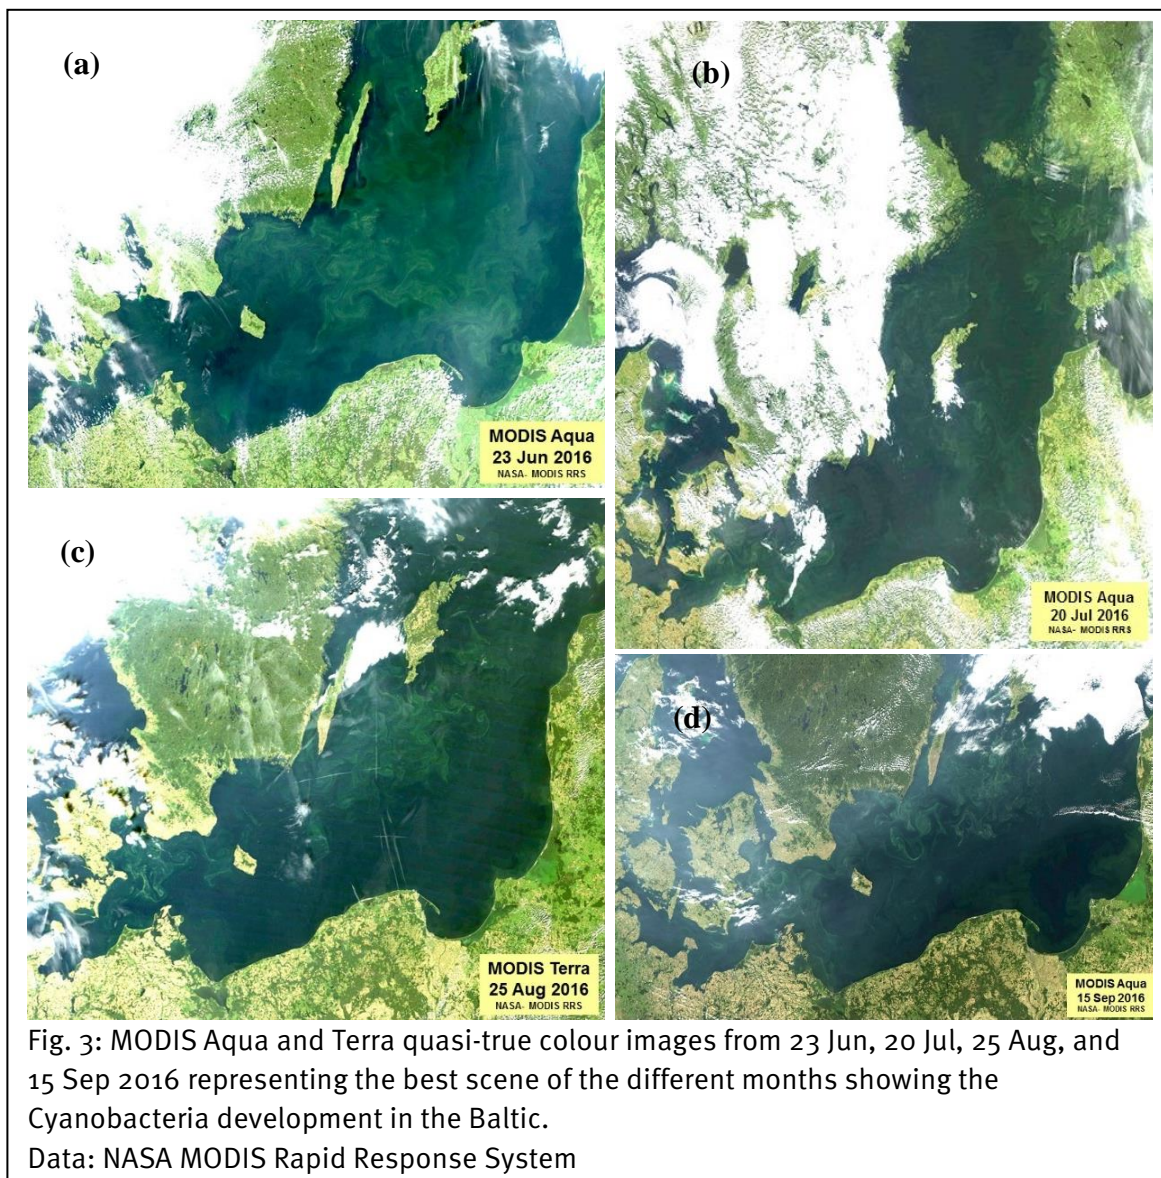 (a)
MODIS Aqua
23 Jun 2016
NASA- MODIS RRS
(b)
MODIS Aqua
20 Jul 2016
NASA- MODIS RRS
(c)
MODIS Terra
25 Aug 2016
NASA- MODIS RRS
(d)
MODIS Aqua
15 Sep 2016
NASA- MODIS RRS
Fig. 3: MODIS Aqua and Terra quasi-true colour images from 23 Jun, 20 Jul, 25 Aug, and
15 Sep 2016 representing the best scene of the different months showing the
Cyanobacteria development in the Baltic.
Data: NASA MODIS Rapid Response System